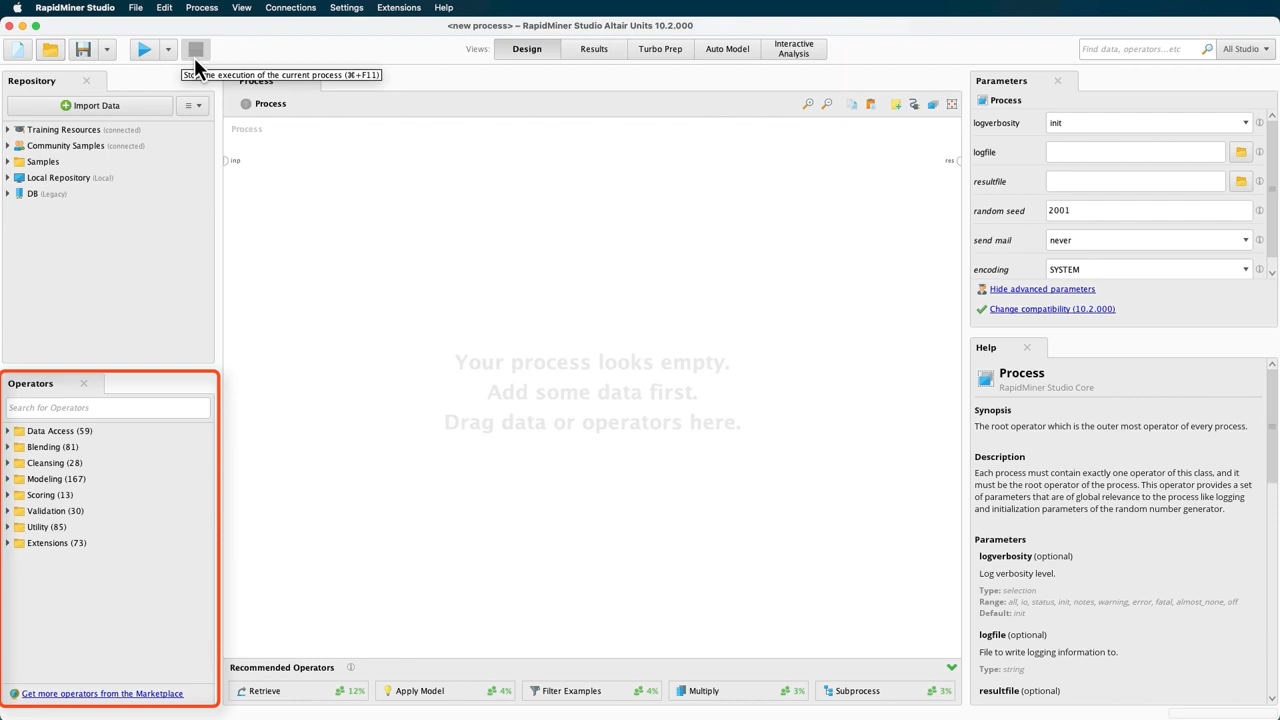 RapidMiner Studio File Edit Process View Connections Settings Extensions Help
<new process> – RapidMiner Studio Altair Units 10.2.000
Views: Design Results Turbo Prep Auto Model Interactive Analysis
Find data, operators...etc All Studio
Stop the execution of the current process (⌘+F11)
Repository
Import Data
Training Resources (connected)
Community Samples (connected)
Samples
Local Repository (Local)
DB (Legacy)
Operators
Search for Operators
Data Access (59)
Blending (81)
Cleansing (28)
Modeling (167)
Scoring (13)
Validation (30)
Utility (85)
Extensions (73)
Get more operators from the Marketplace
Process
Process
Process
inp
res
Your process looks empty.
Add some data first.
Drag data or operators here.
Recommended Operators
Retrieve 12%
Apply Model 4%
Filter Examples 4%
Multiply 3%
Subprocess 3%
Parameters
Process
logverbosity init
logfile
resultfile
random seed 2001
send mail never
encoding SYSTEM
Hide advanced parameters
Change compatibility (10.2.000)
Help
Process
RapidMiner Studio Core
Synopsis
The root operator which is the outer most operator of every process.
Description
Each process must contain exactly one operator of this class, and it
must be the root operator of the process. This operator provides a set
of parameters that are of global relevance to the process like logging
and initialization parameters of the random number generator.
Parameters
logverbosity (optional)
Log verbosity level.
Type: selection
Range: all, io, status, init, notes, warning, error, fatal, almost_none, off
Default: init
logfile (optional)
File to write logging information to.
Type: string
resultfile (optional)